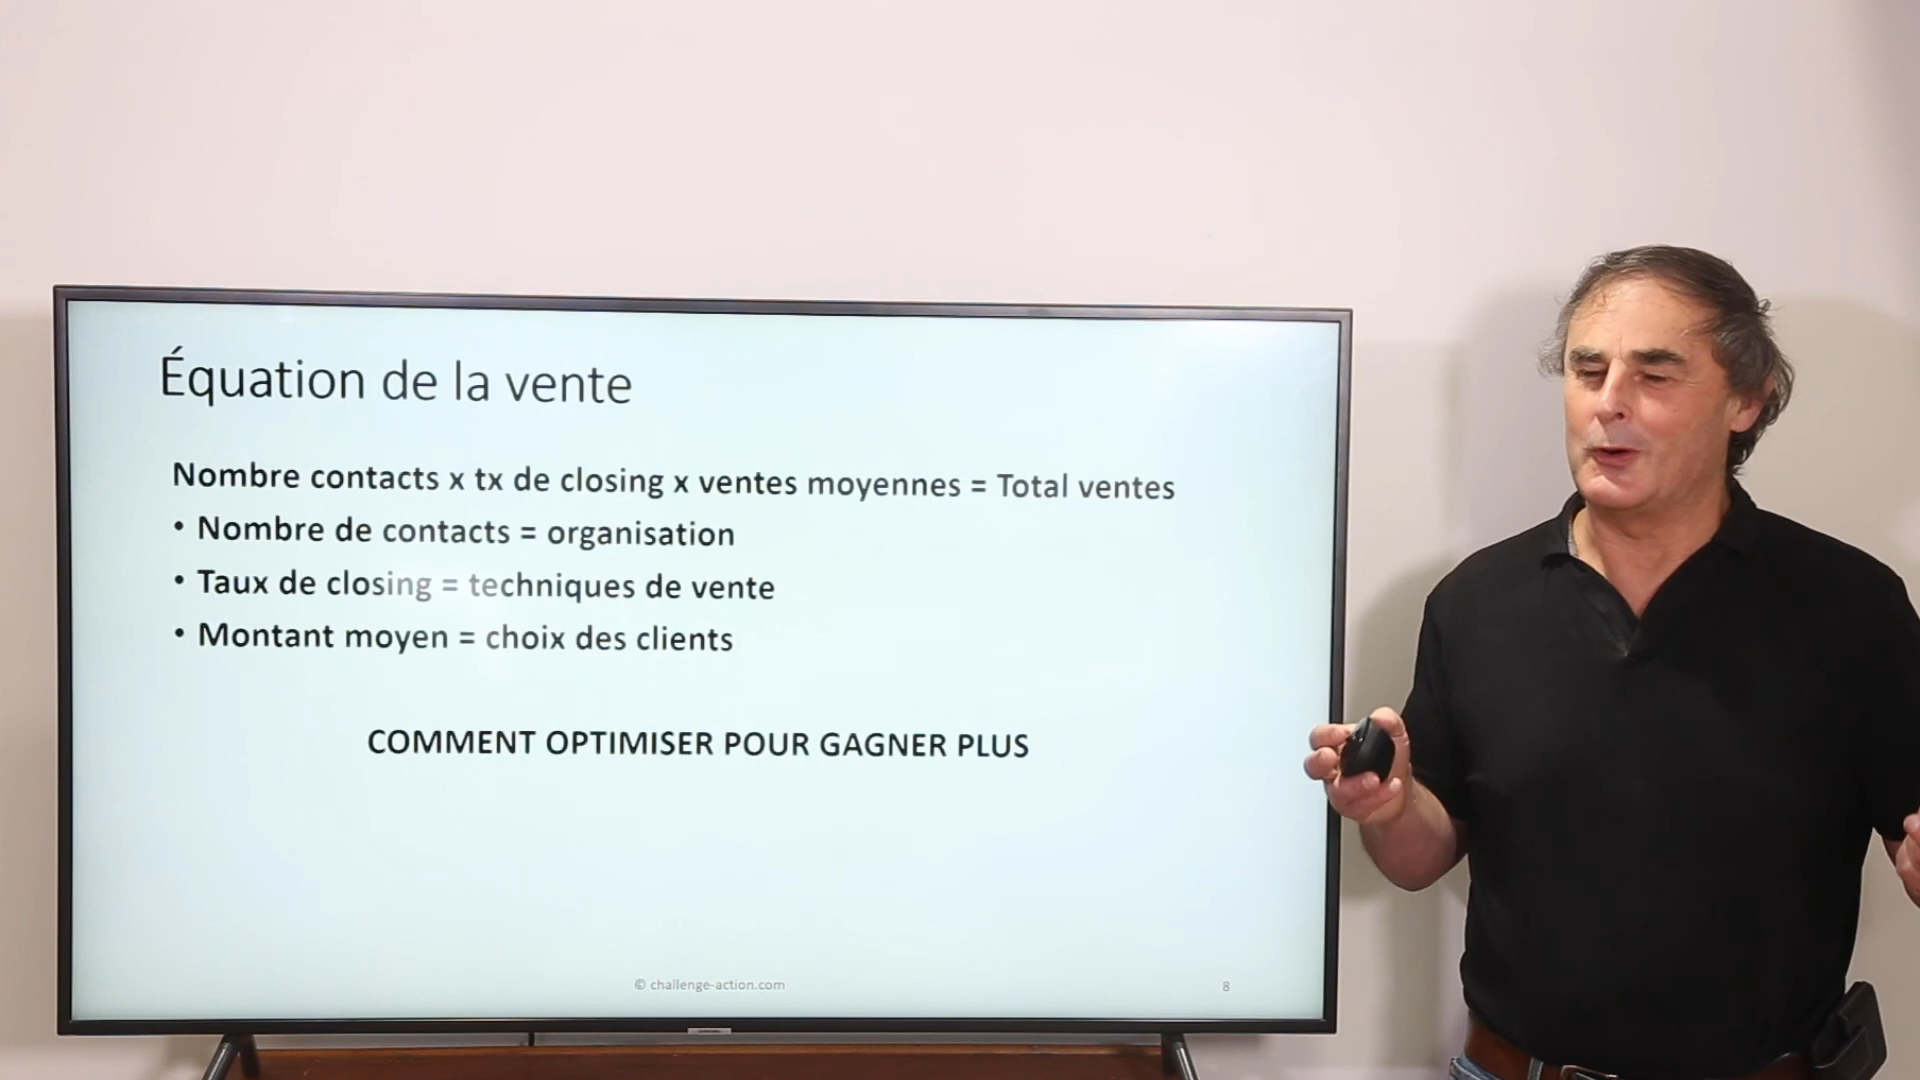 Équation de la vente
Nombre contacts x tx de closing x ventes moyennes = Total ventes
• Nombre de contacts = organisation
• Taux de closing = techniques de vente
• Montant moyen = choix des clients
COMMENT OPTIMISER POUR GAGNER PLUS
© challenge-action.com
8